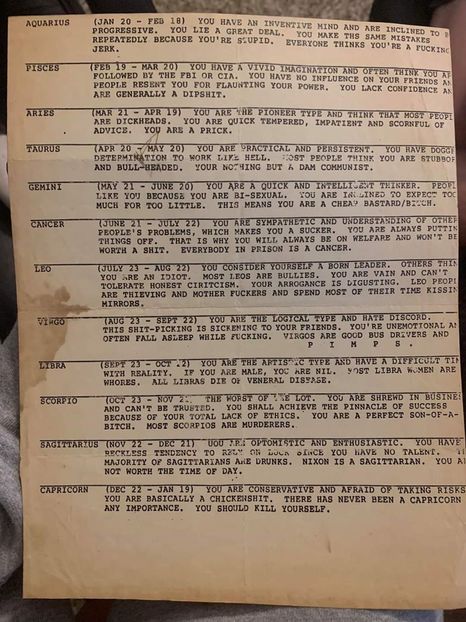 AQUARIUS (JAN 20 - FEB 18) YOU HAVE AN INVENTIVE MIND AND ARE INCLINED TO
PROGRESSIVE. YOU LIE A GREAT DEAL. YOU MAKE THS SAME MISTAKES
REPEATEDLY BECAUSE YOU'RE STUPID. EVERYONE THINKS YOU'RE A FUCKING
JERK.
PISCES (FEB 19 - MAR 20) YOU HAVE A VIVID IMAGINATION AND OFTEN THINK YOU
FOLLOWED BY THE FBI OR CIA. YOU HAVE NO INFLUENCE ON YOUR FRIENDS
PEOPLE RESENT YOU FOR FLAUNTING YOUR POWER. YOU LACK CONFIDENCE
ARE GENERALLY A DIPSHIT.
ARIES (MAR 21 - APR 19) YOU ARE THE PIONEER TYPE AND THINK THAT MOST
ARE DICKHEADS. YOU ARE QUICK TEMPERED, IMPATIENT AND SCORNFUL OF
ADVICE. YOU ARE A PRICK.
TAURUS (APR 20 - MAY 20) YOU ARE PRACTICAL AND PERSISTENT. YOU HAVE
DETERMINATION TO WORK LIKE HELL. MOST PEOPLE THINK YOU ARE
AND BULL-HEADED. YOUR NOTHING BUT A DAM COMMUNIST.
GEMINI (MAY 21 - JUNE 20) YOU ARE A QUICK AND INTELLIGENT THINKER.
LIKE YOU BECAUSE YOU ARE BI-SEXUAL. YOU ARE INCLINED TO EXPECT TOO
MUCH FOR TOO LITTLE. THIS MEANS YOU ARE A CHEAP BASTARD/BITCH.
CANCER (JUNE 21 - JULY 22) YOU ARE SYMPATHETIC AND UNDERSTANDING OF OTHER
PEOPLE'S PROBLEMS, WHICH MAKES YOU A SUCKER. YOU ARE ALWAYS
THINGS OFF. THAT IS WHY YOU WILL ALWAYS BE ON WELFARE AND WON'T BE
WORTH A SHIT. EVERYBODY IN PRISON IS A CANCER.
LEO (JULY 23 - AUG 22) YOU CONSIDER YOURSELF A BORN LEADER. OTHERS
YOU ARE AN IDIOT. MOST LEOS ARE BULLIES. YOU ARE VAIN AND CAN'T
TOLERATE HONEST CIRITCISM. YOUR ARROGANCE IS DIGUSTING. LEO
ARE THIEVING AND MOTHER FUCKERS AND SPEND MOST OF THEIR TIME
MIRRORS.
VIRGO (AUG 23 - SEPT 22) YOU ARE THE LOGICAL TYPE AND HATE DISCORD.
THIS SHIT-PICKING IS SICKENING TO YOUR FRIENDS. YOU'RE UNEMOTIONAL
OFTEN FALL ASLEEP WHILE FUCKING. VIRGOS ARE GOOD BUS DRIVERS AND
P I M P S .
LIBRA (SEPT 23 - OCT 22) YOU ARE THE ARTISTIC TYPE AND HAVE A DIFFICULT
WITH REALITY. IF YOU ARE MALE, YOU ARE NIL. MOST LIBRA WOMEN ARE
WHORES. ALL LIBRAS DIE OF VENERAL DISEASE.
SCORPIO (OCT 23 - NOV 21) THE WORST OF THE LOT. YOU ARE SHREWD IN
AND CAN'T BE TRUSTED. YOU SHALL ACHIEVE THE PINNACLE OF SUCCESS
BECAUSE OF YOUR TOTAL LACK OF ETHICS. YOU ARE A PERFECT SON-OF-A-
BITCH. MOST SCORPIOS ARE MURDERERS.
SAGITTARIUS (NOV 22 - DEC 21) UOU ARE OPTOMISTIC AND ENTHUSIASTIC. YOU HAVE
RECKLESS TENDENCY TO RELY ON LUCK SINCE YOU HAVE NO TALENT.
MAJORITY OF SAGITTARIANS ARE DRUNKS. NIXON IS A SAGITTARIAN. YOU
NOT WORTH THE TIME OF DAY.
CAPRICORN (DEC 22 - JAN 19) YOU ARE CONSERVATIVE AND AFRAID OF TAKING RISKS
YOU ARE BASICALLY A CHICKENSHIT. THERE HAS NEVER BEEN A CAPRICORN
ANY IMPORTANCE. YOU SHOULD KILL YOURSELF.